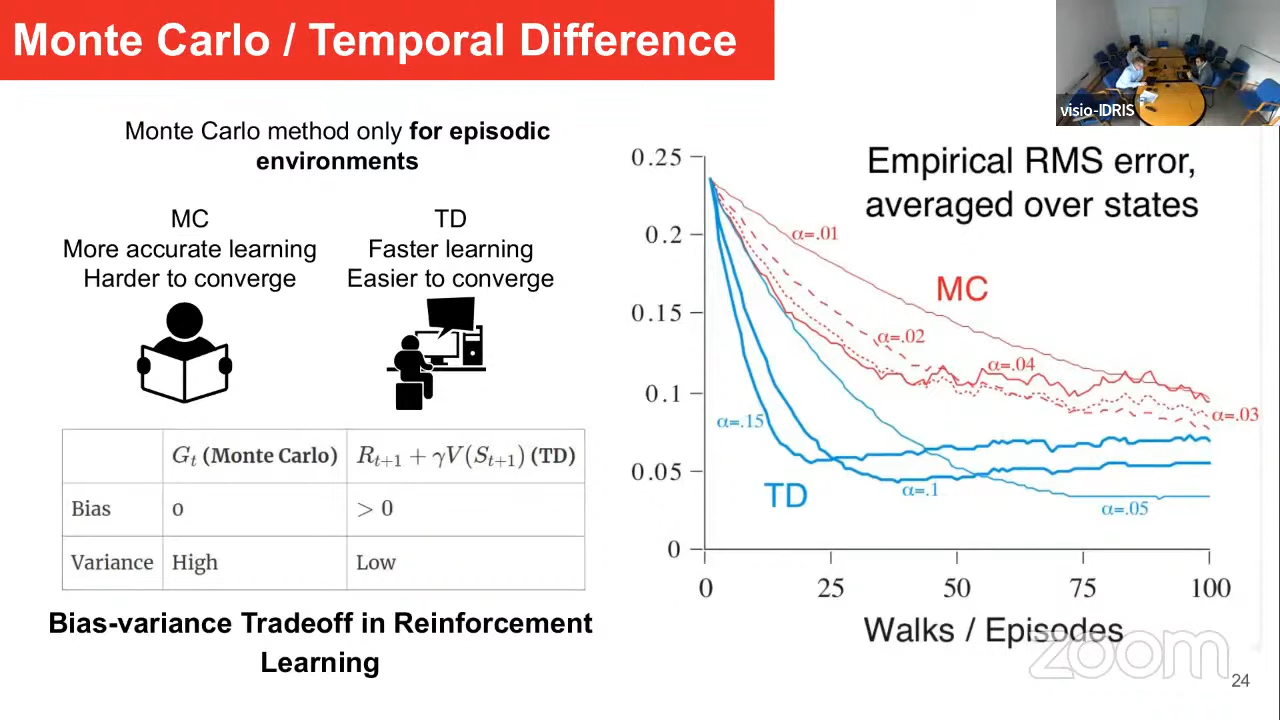 Monte Carlo / Temporal Difference
visio-IDRIS
Monte Carlo method only for episodic
environments
MC
More accurate learning
Harder to converge
TD
Faster learning
Easier to converge
G_t (Monte Carlo)
R_{t+1} + γV(S_{t+1}) (TD)
Bias
0
> 0
Variance
High
Low
Bias-variance Tradeoff in Reinforcement
Learning
Empirical RMS error,
averaged over states
0.25
0.2
0.15
0.1
0.05
0
α=.01
MC
α=.02
α=.04
α=.03
α=.15
TD
α=.1
α=.05
0
25
50
75
100
Walks / Episodes
zoom
24